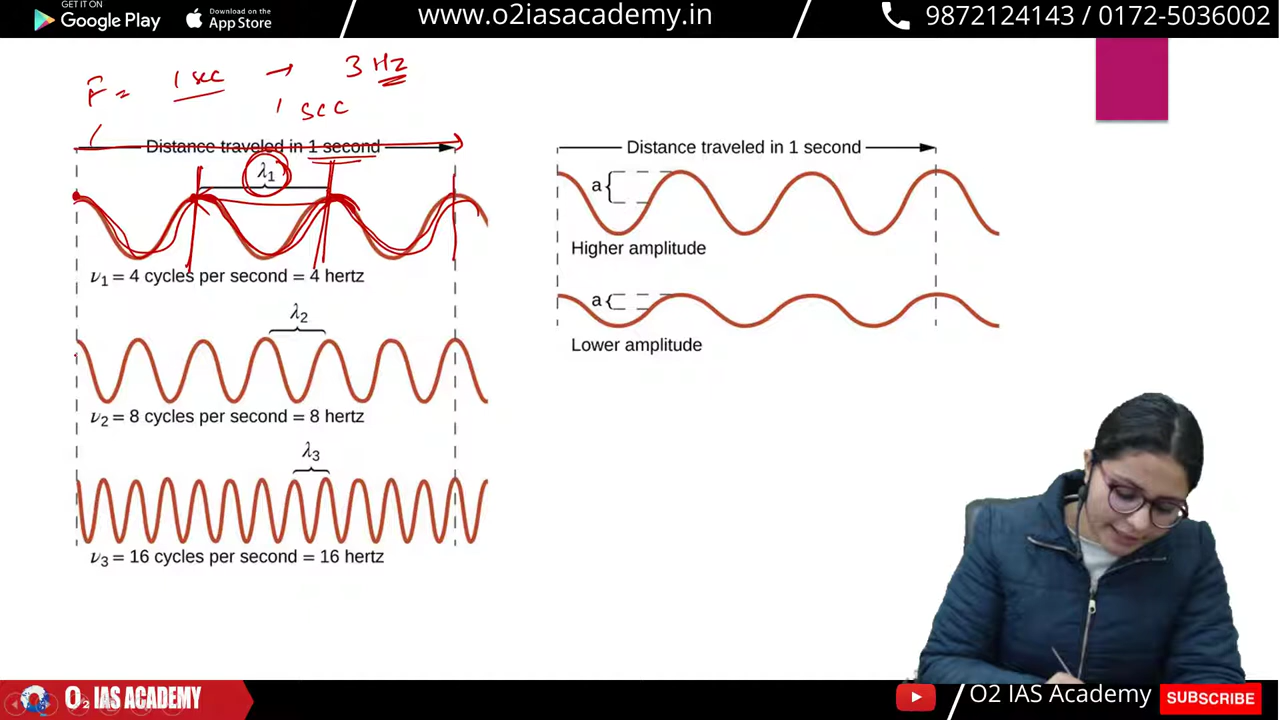 GET IT ON
Google Play
Download on the
App Store
www.o2iasacademy.in
9872124143 / 0172-5036002
F = 1 sec → 3 Hz
1 sec
Distance traveled in 1 second
λ1
ν1 = 4 cycles per second = 4 hertz
λ2
ν2 = 8 cycles per second = 8 hertz
λ3
ν3 = 16 cycles per second = 16 hertz
Distance traveled in 1 second
a
Higher amplitude
a
Lower amplitude
O2 IAS ACADEMY
O2 IAS Academy
SUBSCRIBE